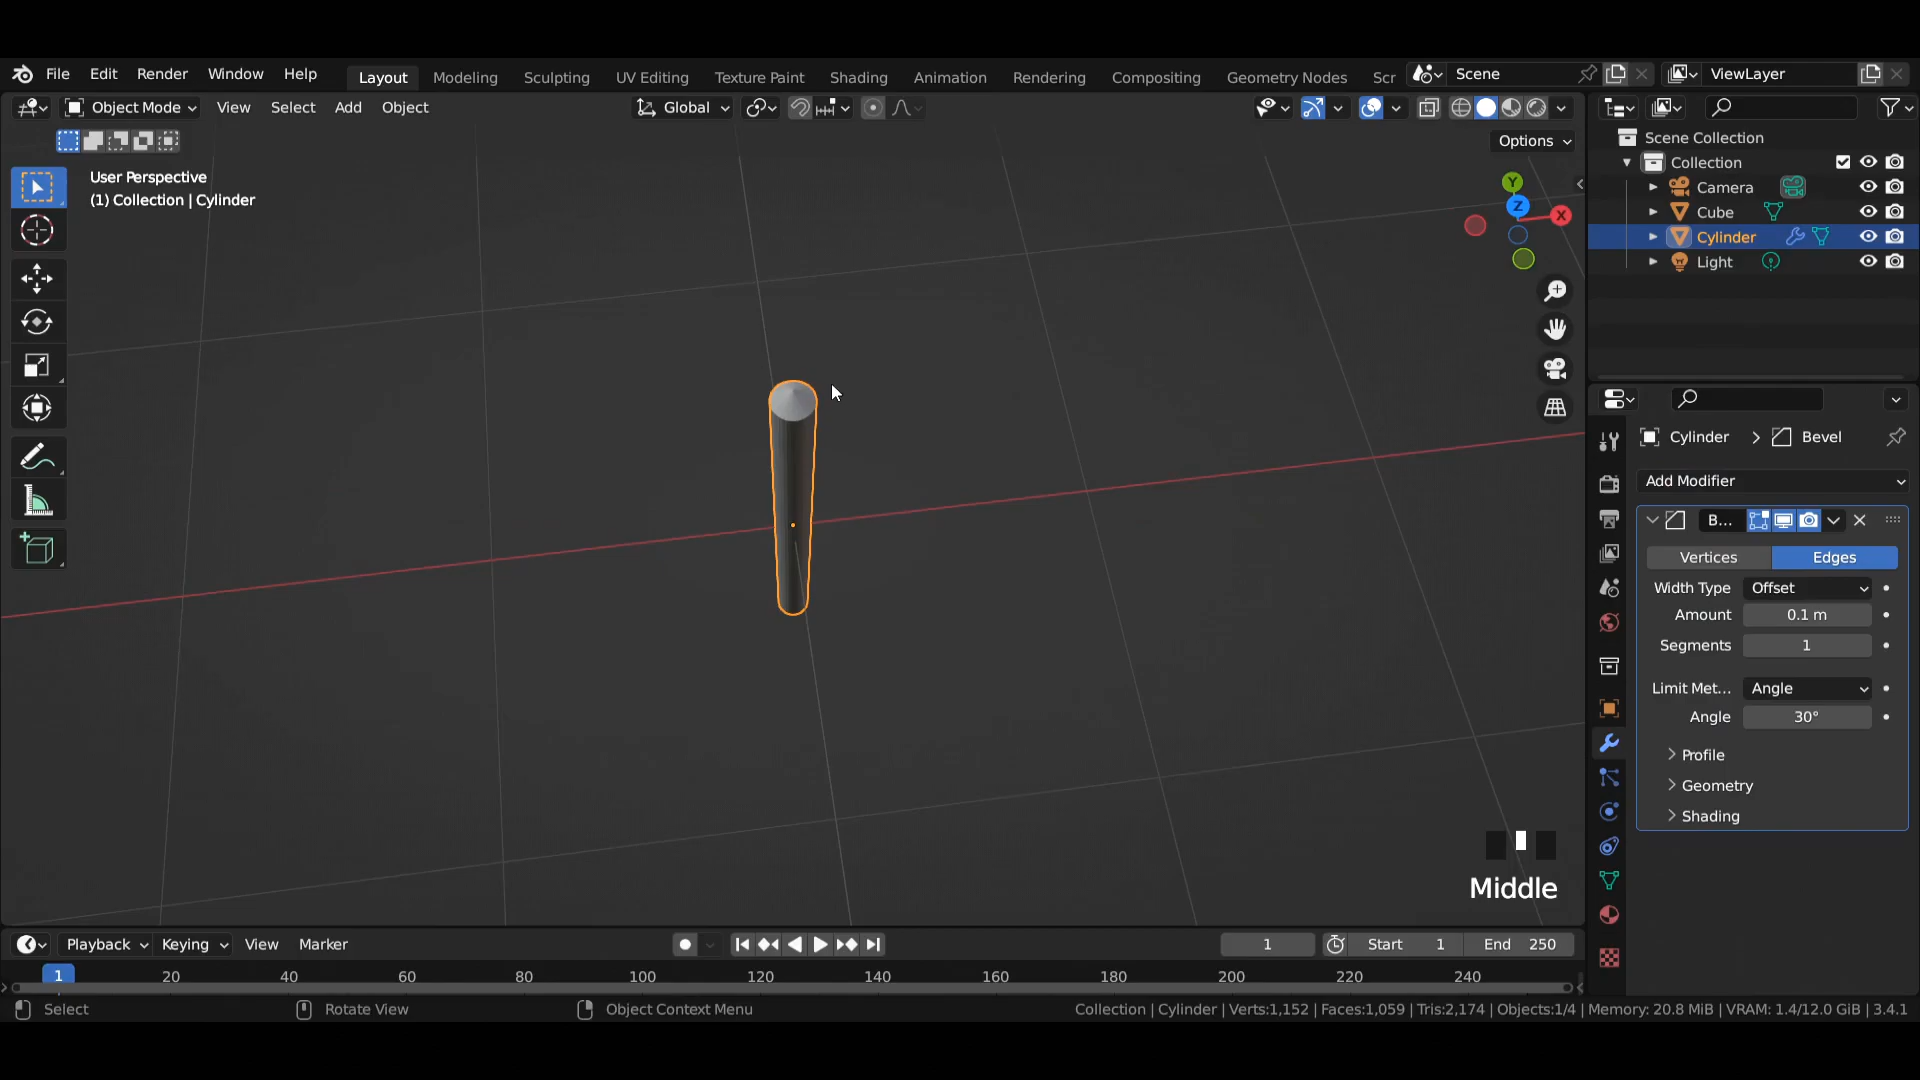 File Edit Render Window Help Layout Modeling Sculpting UV Editing Texture Paint Shading Animation Rendering Compositing Geometry Nodes Scr Scene ViewLayer
Object Mode View Select Add Object Global
Options
User Perspective
(1) Collection | Cylinder
Y
Z
X
Scene Collection
Collection
Camera
Cube
Cylinder
Light
Cylinder > Bevel
Add Modifier
B...
Vertices Edges
Width Type Offset
Amount 0.1 m
Segments 1
Limit Met... Angle
Angle 30°
Profile
Geometry
Shading
Middle
Playback Keying View Marker 1 Start 1 End 250
1 20 40 60 80 100 120 140 160 180 200 220 240
Select Rotate View Object Context Menu Collection | Cylinder | Verts:1,152 | Faces:1,059 | Tris:2,174 | Objects:1/4 | Memory: 20.8 MiB | VRAM: 1.4/12.0 GiB | 3.4.1